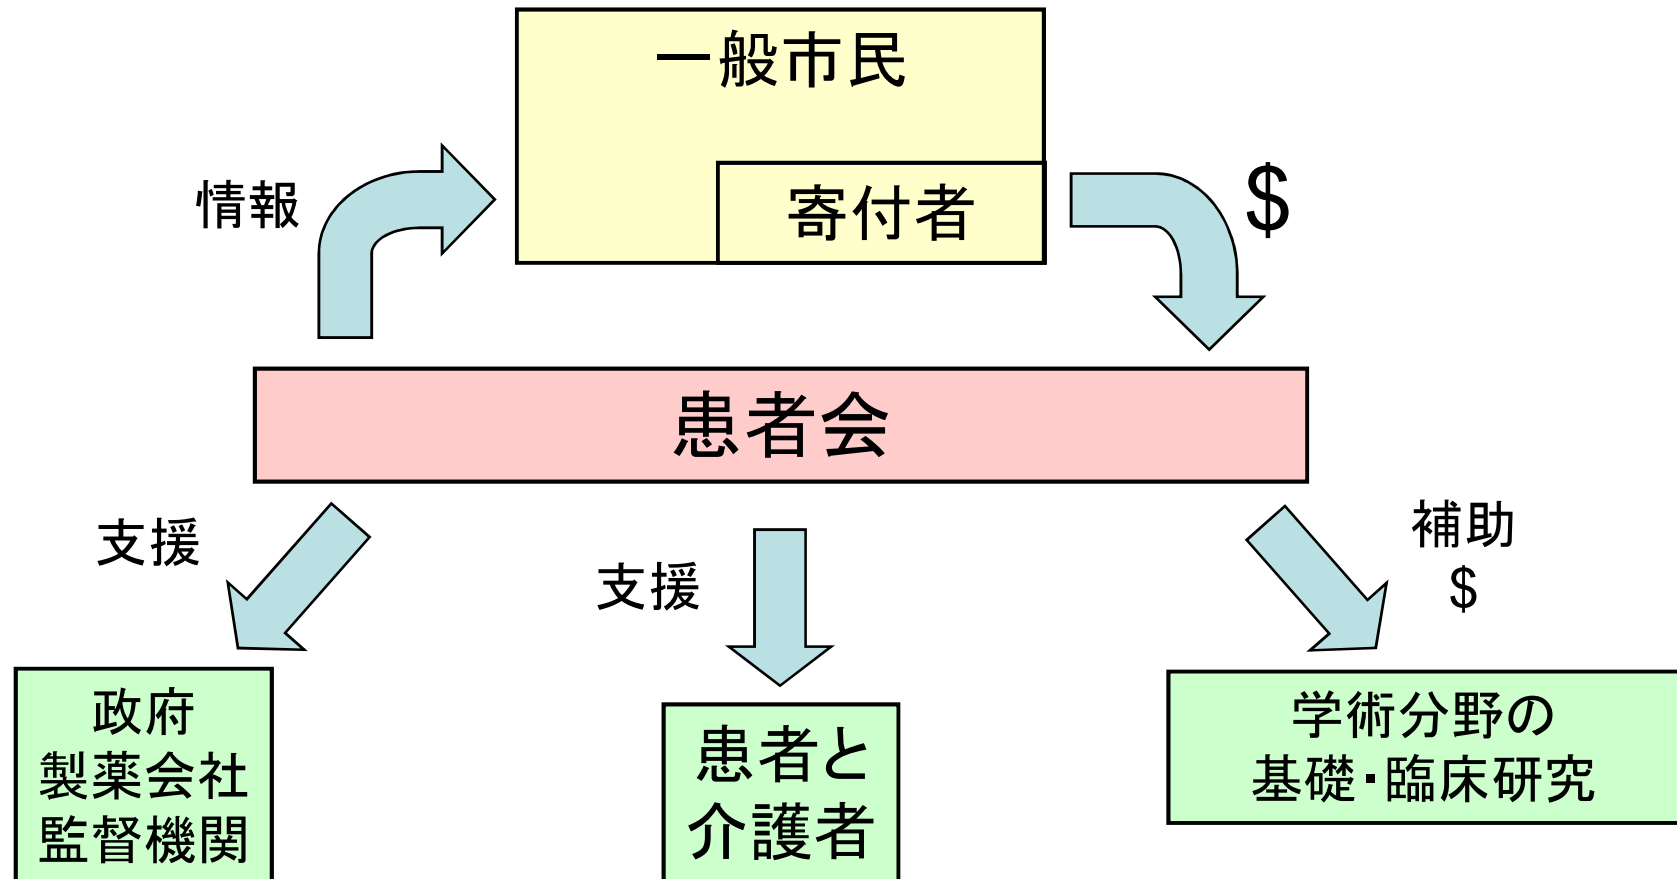 一般市民
寄付者
情報
$
患者会
支援
支援
補助
$
政府
製薬会社
監督機関
患者と
介護者
学術分野の
基礎・臨床研究